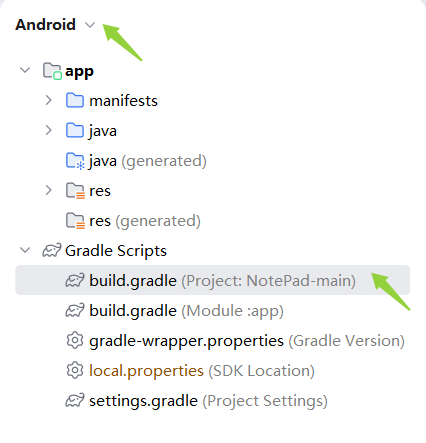 Android
app
manifests
java
java (generated)
res
res (generated)
Gradle Scripts
build.gradle (Project: NotePad-main)
build.gradle (Module :app)
gradle-wrapper.properties (Gradle Version)
local.properties (SDK Location)
settings.gradle (Project Settings)